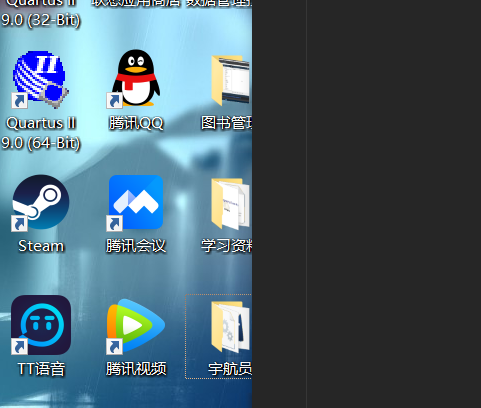 Quartus II
9.0 (32-Bit)
联想应用商店
数据管理
Quartus II
9.0 (64-Bit)
腾讯QQ
图书管理
Steam
腾讯会议
学习资料
TT语音
腾讯视频
宇航员